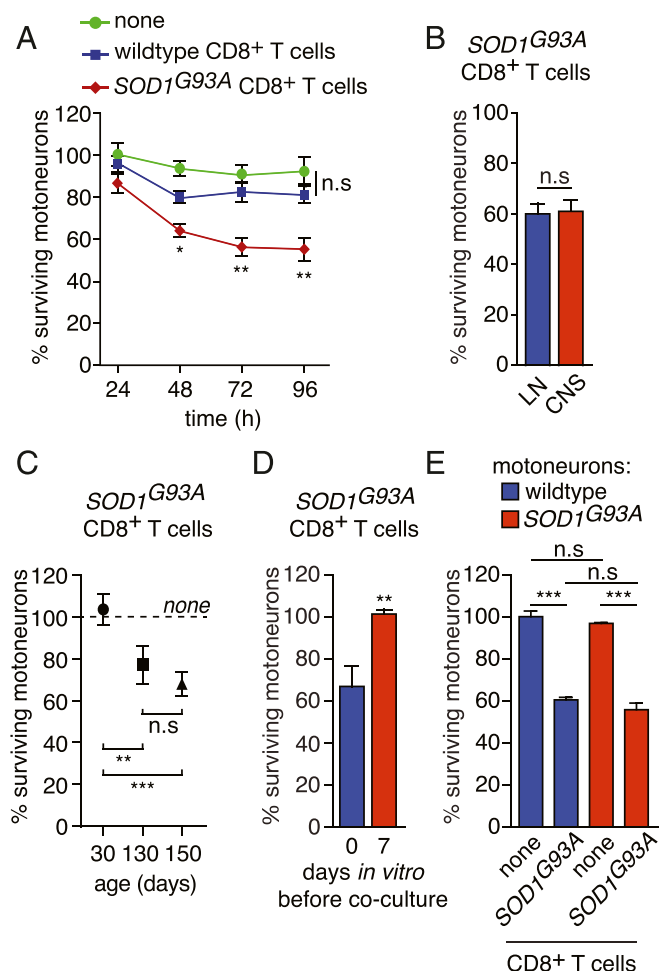 A
none
wildtype CD8+ T cells
SOD1G93A CD8+ T cells
% surviving motoneurons
120
100
80
60
40
20
0
n.s
*
**
**
24 48 72 96
time (h)
B
SOD1G93A
CD8+ T cells
% surviving motoneurons
100
80
60
40
20
0
n.s
LN
CNS
C
SOD1G93A
CD8+ T cells
% surviving motoneurons
120
100
80
60
40
20
0
none
n.s
**
***
30 130 150
age (days)
D
SOD1G93A
CD8+ T cells
% surviving motoneurons
120
100
80
60
40
20
0
**
0 7
days in vitro
before co-culture
E
motoneurons:
wildtype
SOD1G93A
% surviving motoneurons
120
100
80
60
40
20
0
n.s
n.s
***
***
none
SOD1G93A
none
SOD1G93A
CD8+ T cells